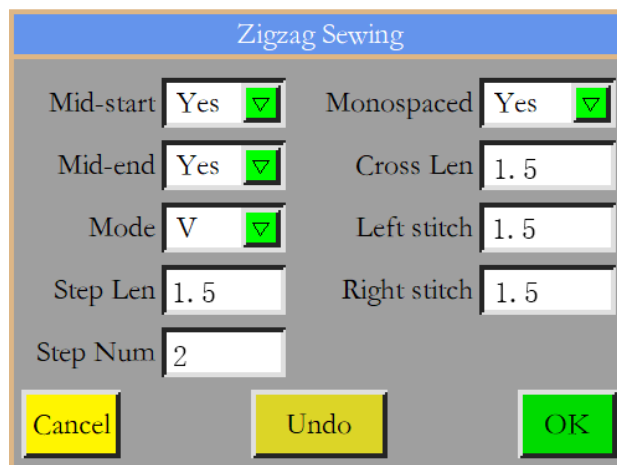 Zigzag Sewing
Mid-start Yes Monospaced Yes
Mid-end Yes Cross Len 1.5
Mode V Left stitch 1.5
Step Len 1.5 Right stitch 1.5
Step Num 2
Cancel Undo OK